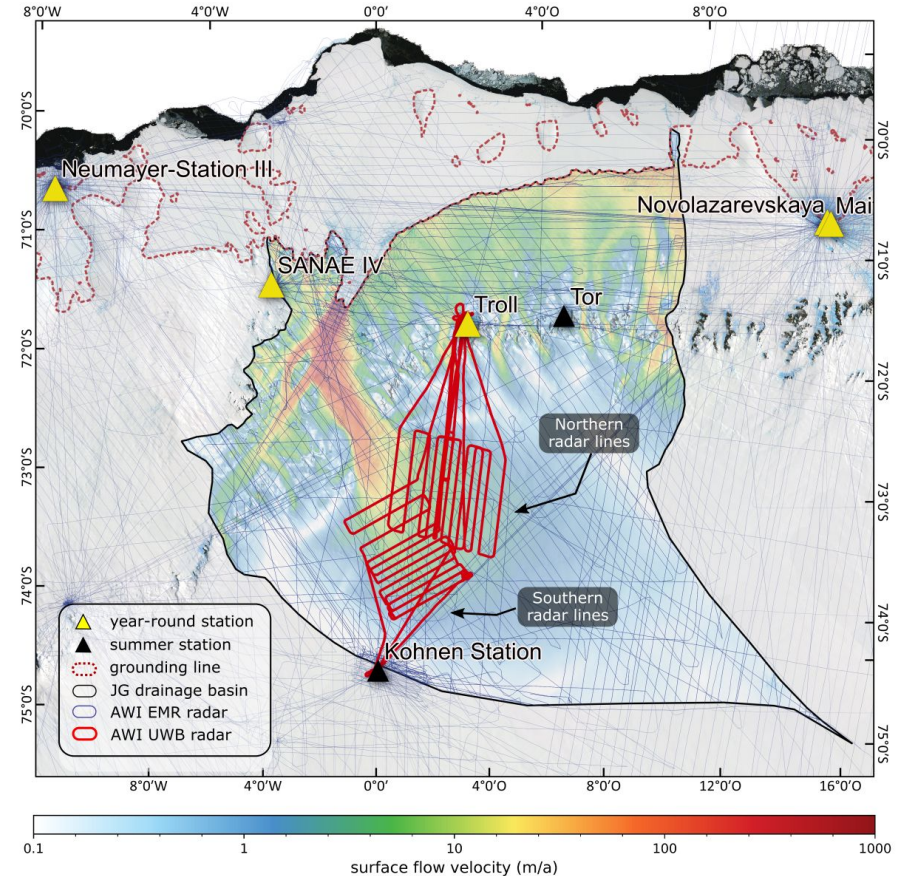 8°0'W 4°0'W 0°0' 4°0'O 8°0'O
70°0'S
70°0'S
Neumayer-Station III
Novolazarevskaya Mai
71°0'S
71°0'S
SANAE IV
Troll
Tor
72°0'S
72°0'S
Northern
radar lines
73°0'S
73°0'S
74°0'S
74°0'S
Southern
radar lines
Kohnen Station
75°0'S
75°0'S
year-round station
summer station
grounding line
JG drainage basin
AWI EMR radar
AWI UWB radar
8°0'W 4°0'W 0°0' 4°0'O 8°0'O 12°0'O 16°0'O
0.1 1 10 100 1000
surface flow velocity (m/a)